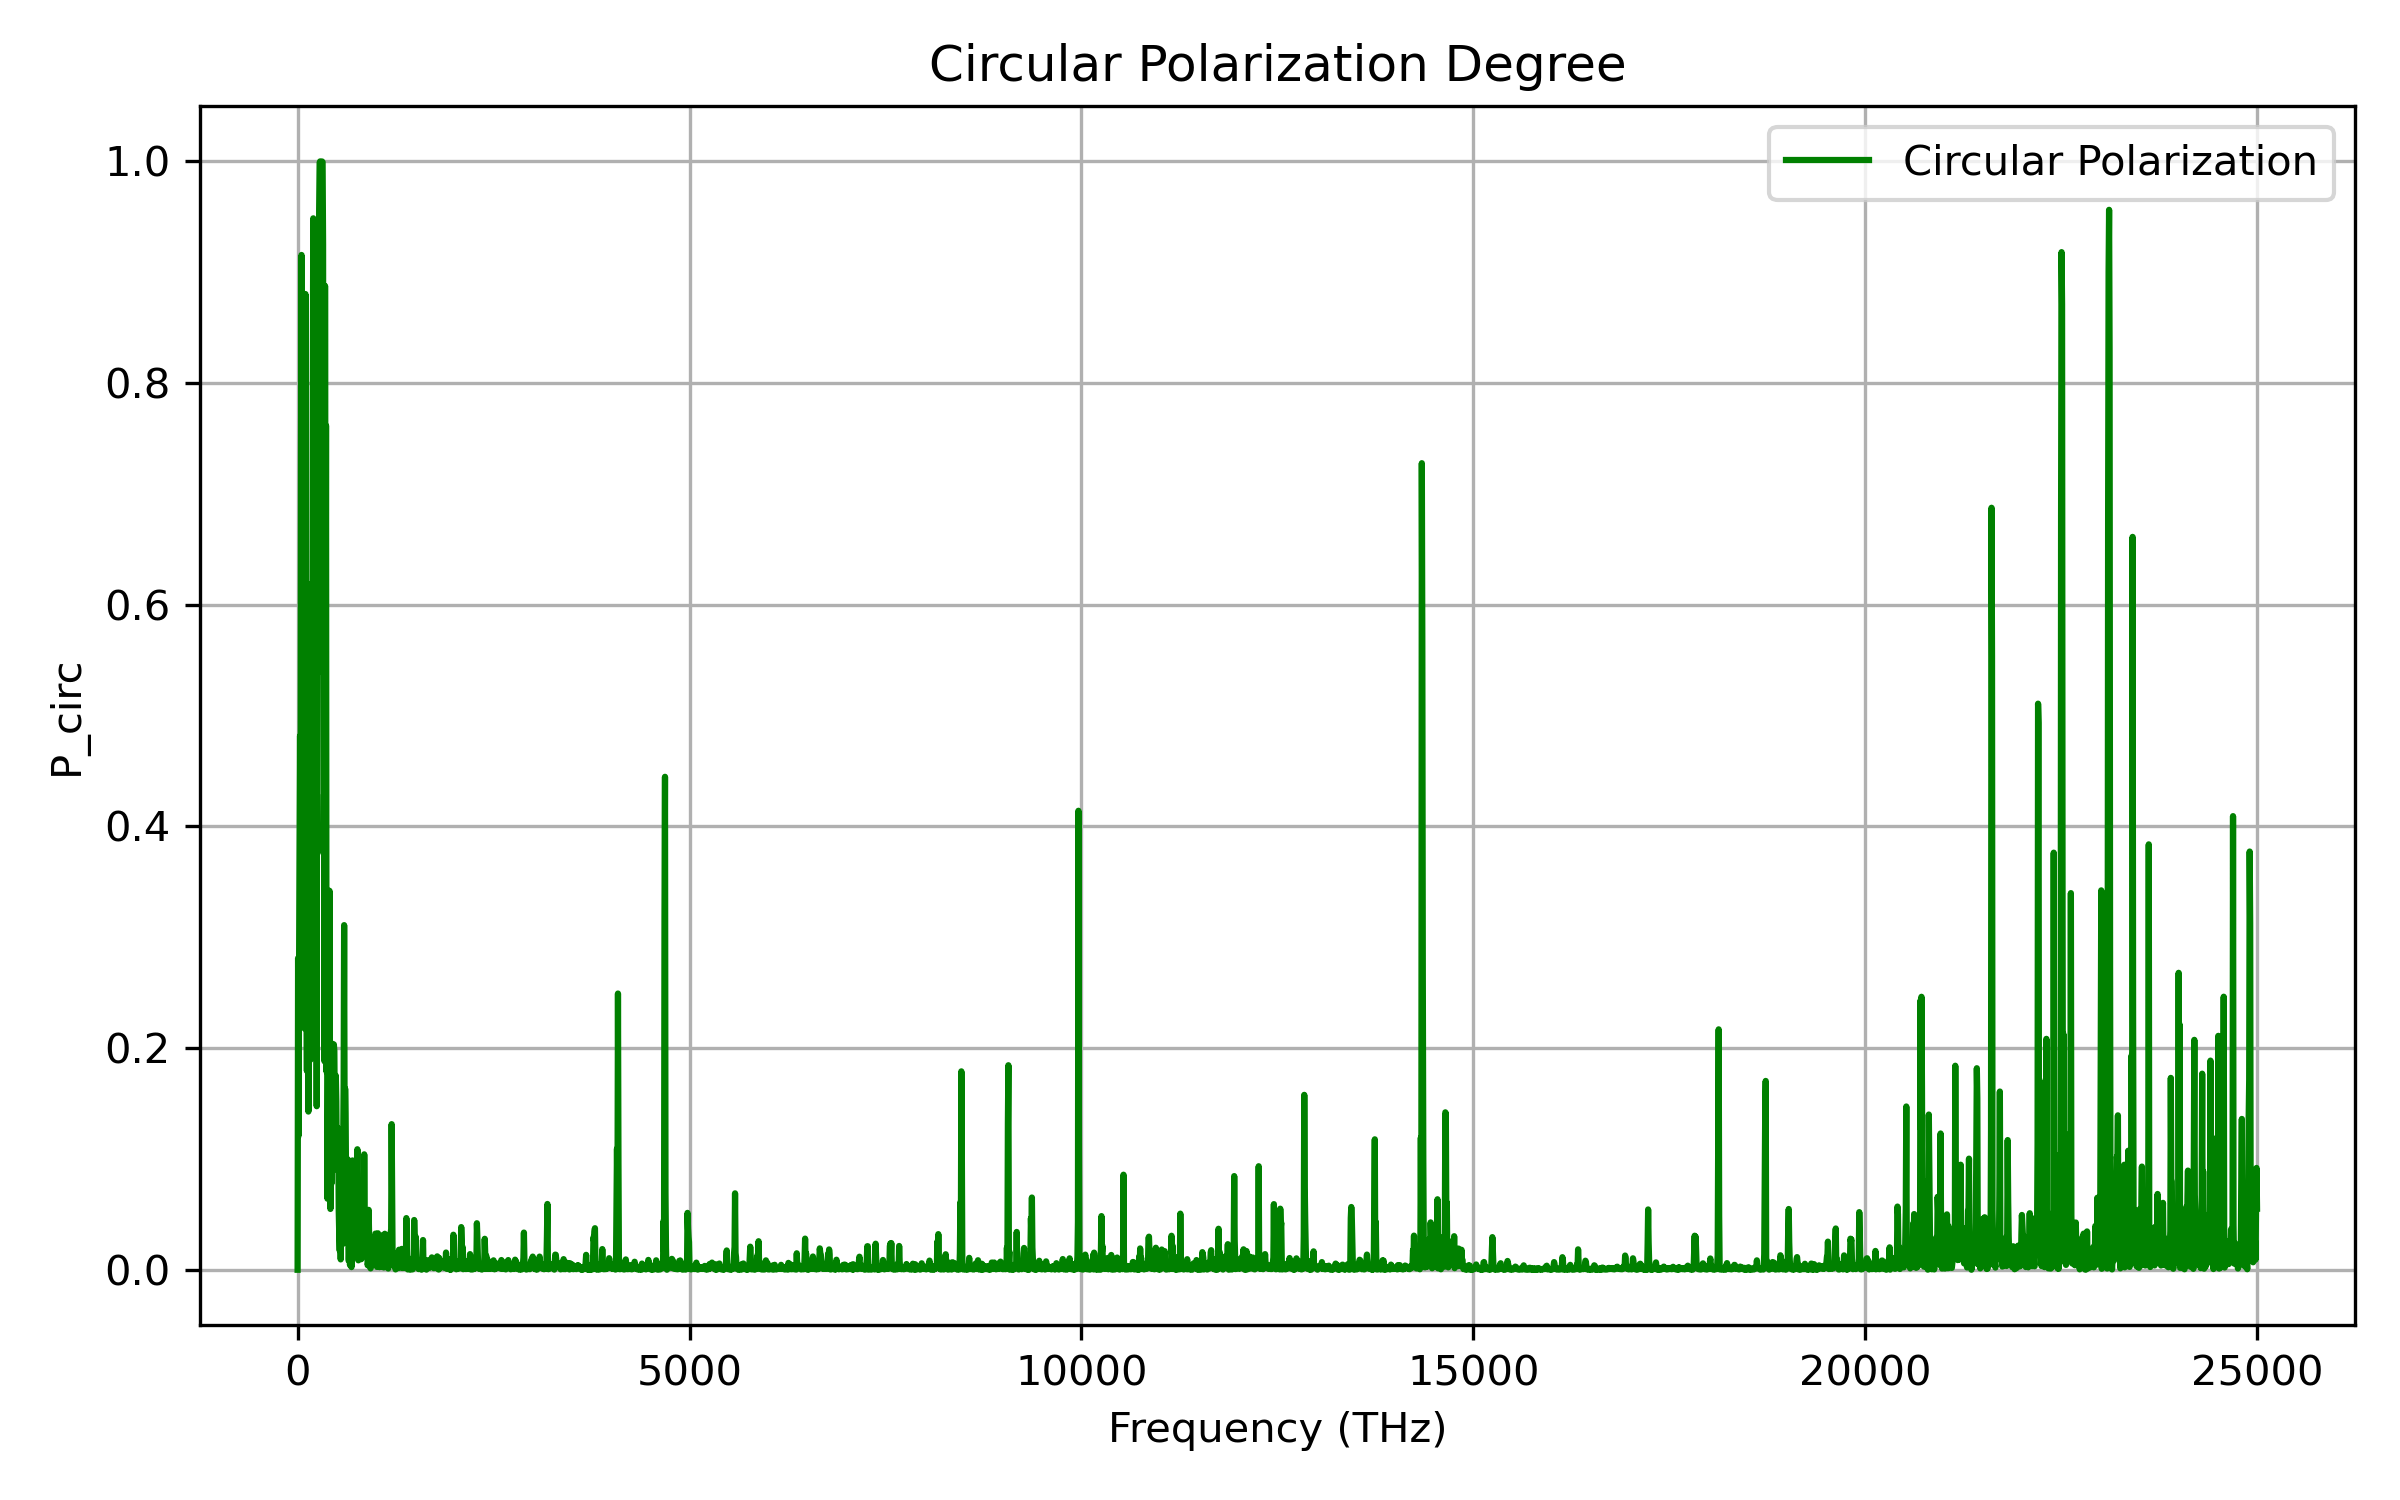 Circular Polarization Degree
Circular Polarization
P_circ
1.0
0.8
0.6
0.4
0.2
0.0
0 5000 10000 15000 20000 25000
Frequency (THz)